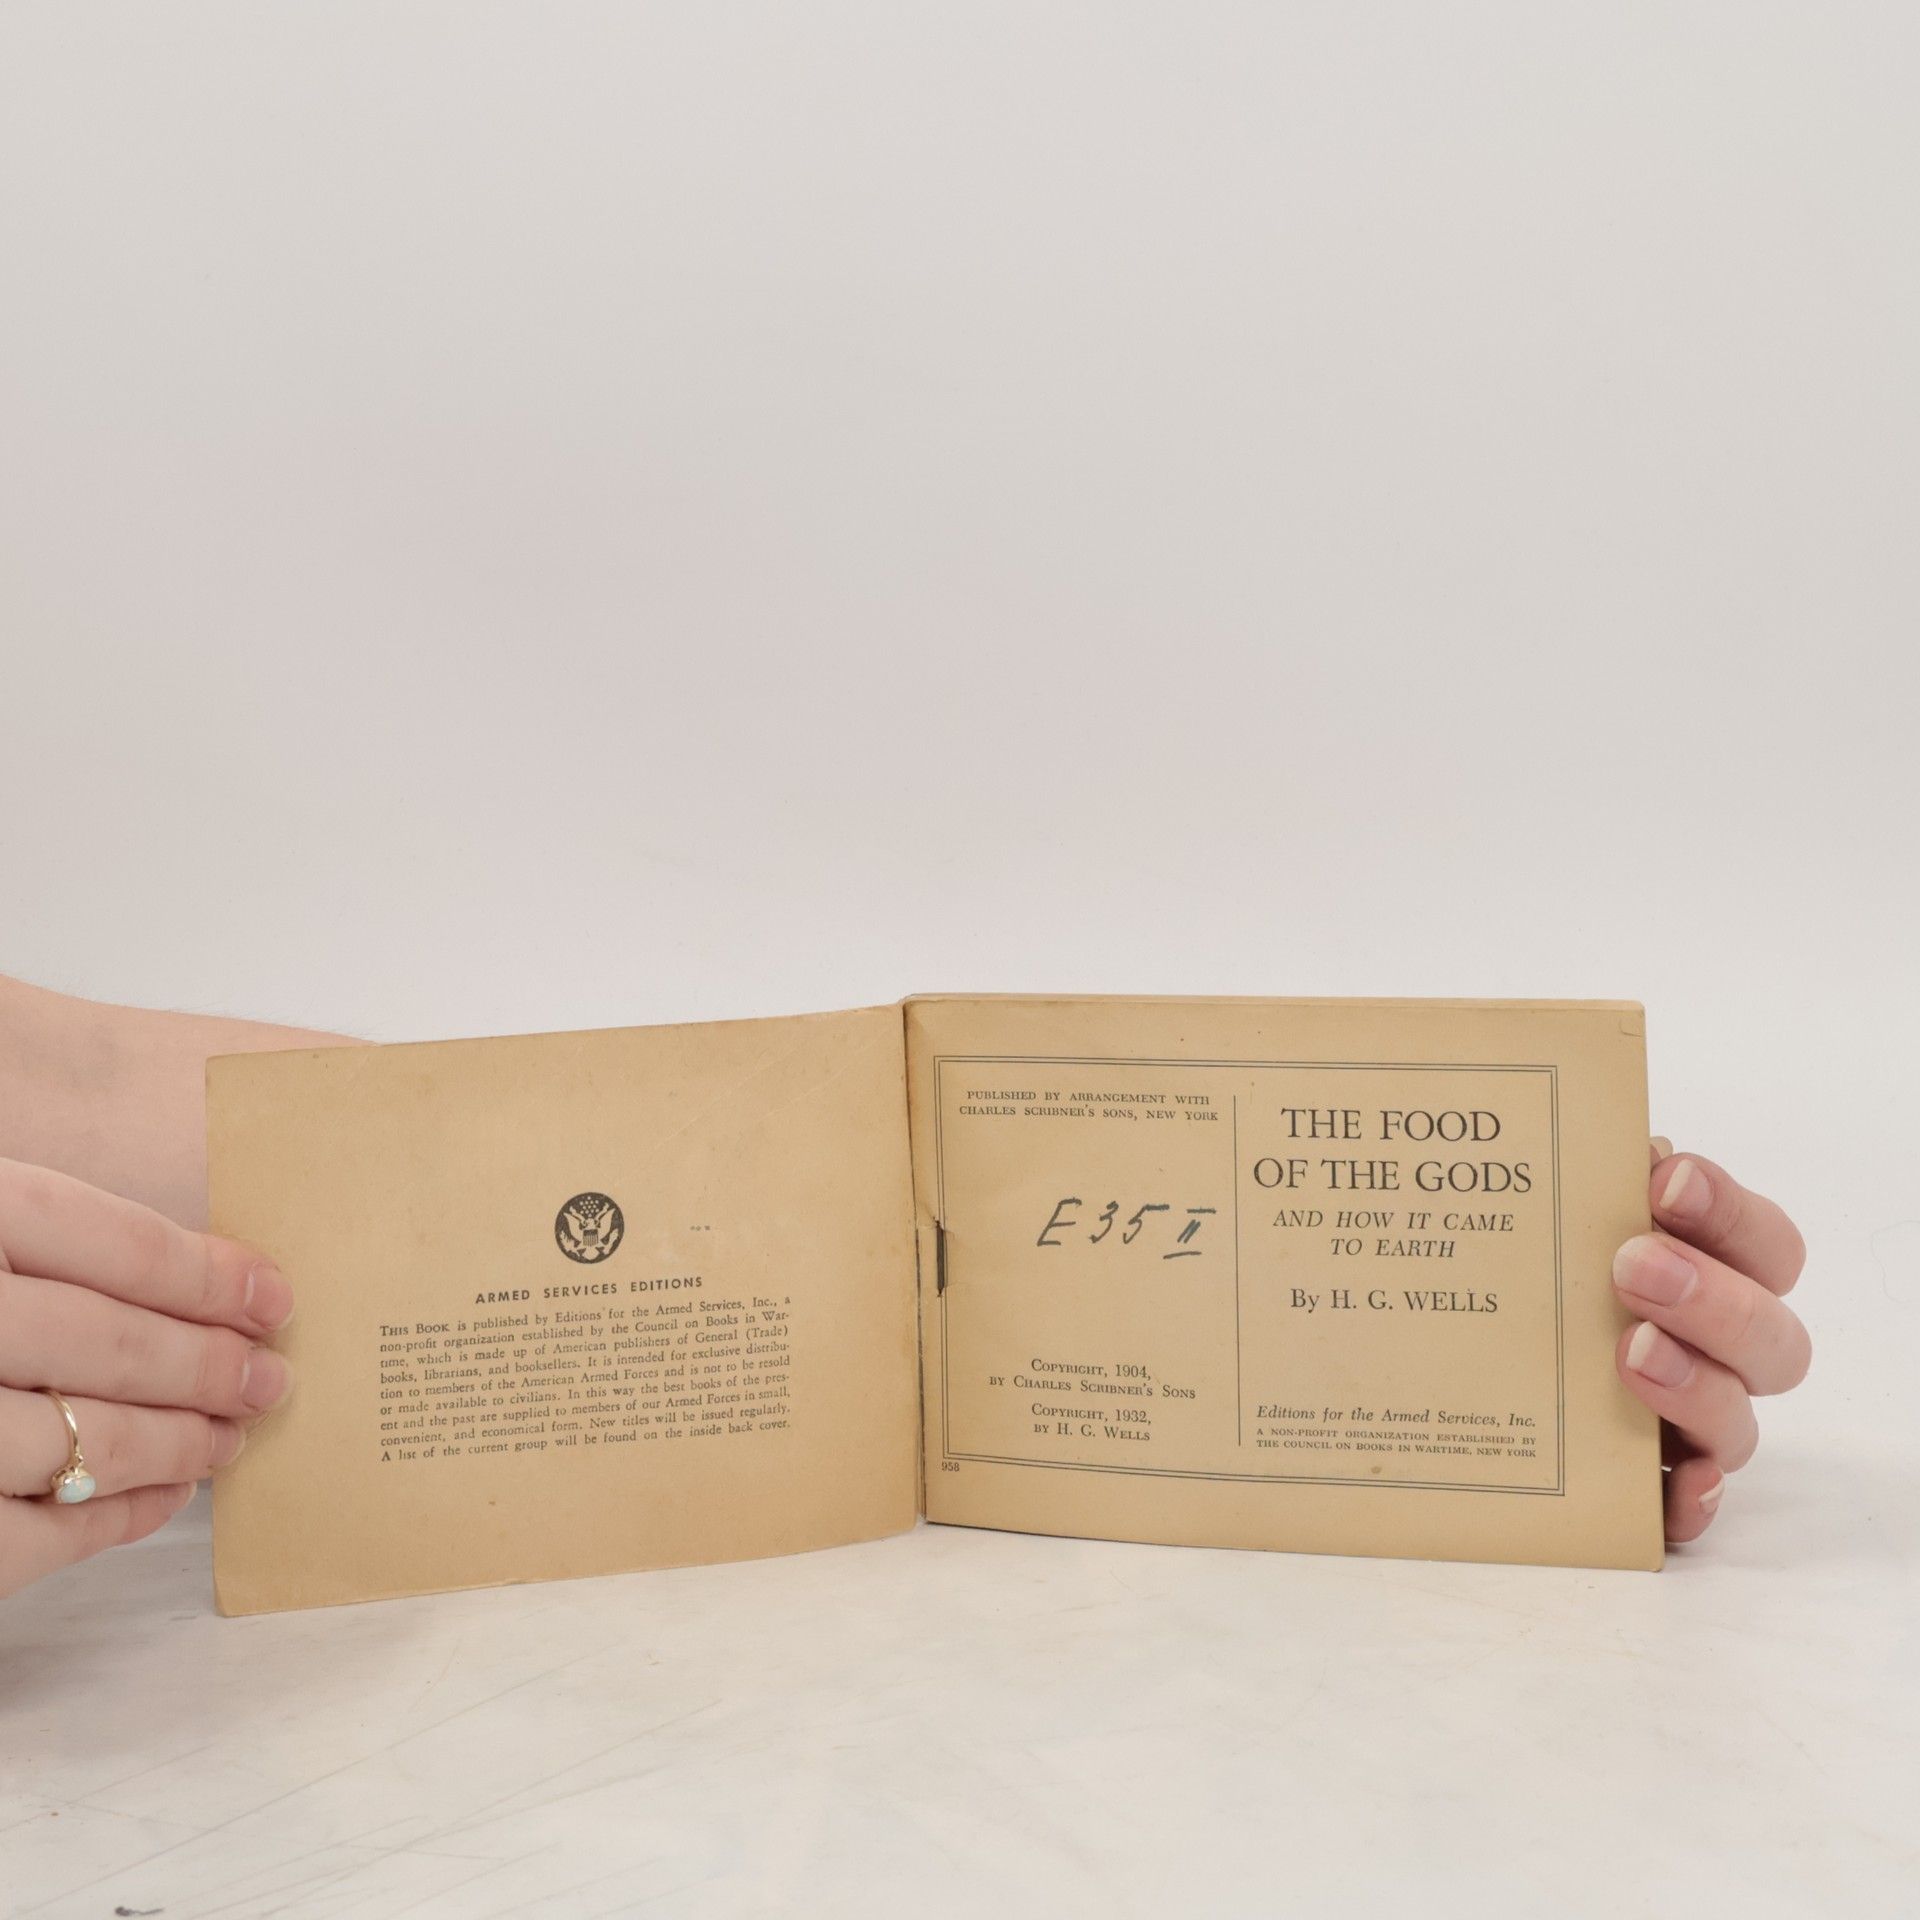 ARMED SERVICES EDITIONS
THIS BOOK is published by Editions for the Armed Services, Inc., a
non-profit organization established by the Council on Books in War-
time, which is made up of American publishers of General (Trade)
books, librarians, and booksellers. It is intended for exclusive distribu-
tion to members of the American Armed Forces and is not to be resold
or made available to civilians. In this way the best books of the pres-
ent and the past are supplied to members of our Armed Forces in small,
convenient, and economical form. New titles will be issued regularly.
A list of the current group will be found on the inside back cover.
PUBLISHED BY ARRANGEMENT WITH
CHARLES SCRIBNER'S SONS, NEW YORK
E 35 II
COPYRIGHT, 1904,
BY CHARLES SCRIBNER'S SONS
COPYRIGHT, 1932,
BY H. G. WELLS
958
THE FOOD
OF THE GODS
AND HOW IT CAME
TO EARTH
By H. G. WELLS
Editions for the Armed Services, Inc.
A NON-PROFIT ORGANIZATION ESTABLISHED BY
THE COUNCIL ON BOOKS IN WARTIME, NEW YORK